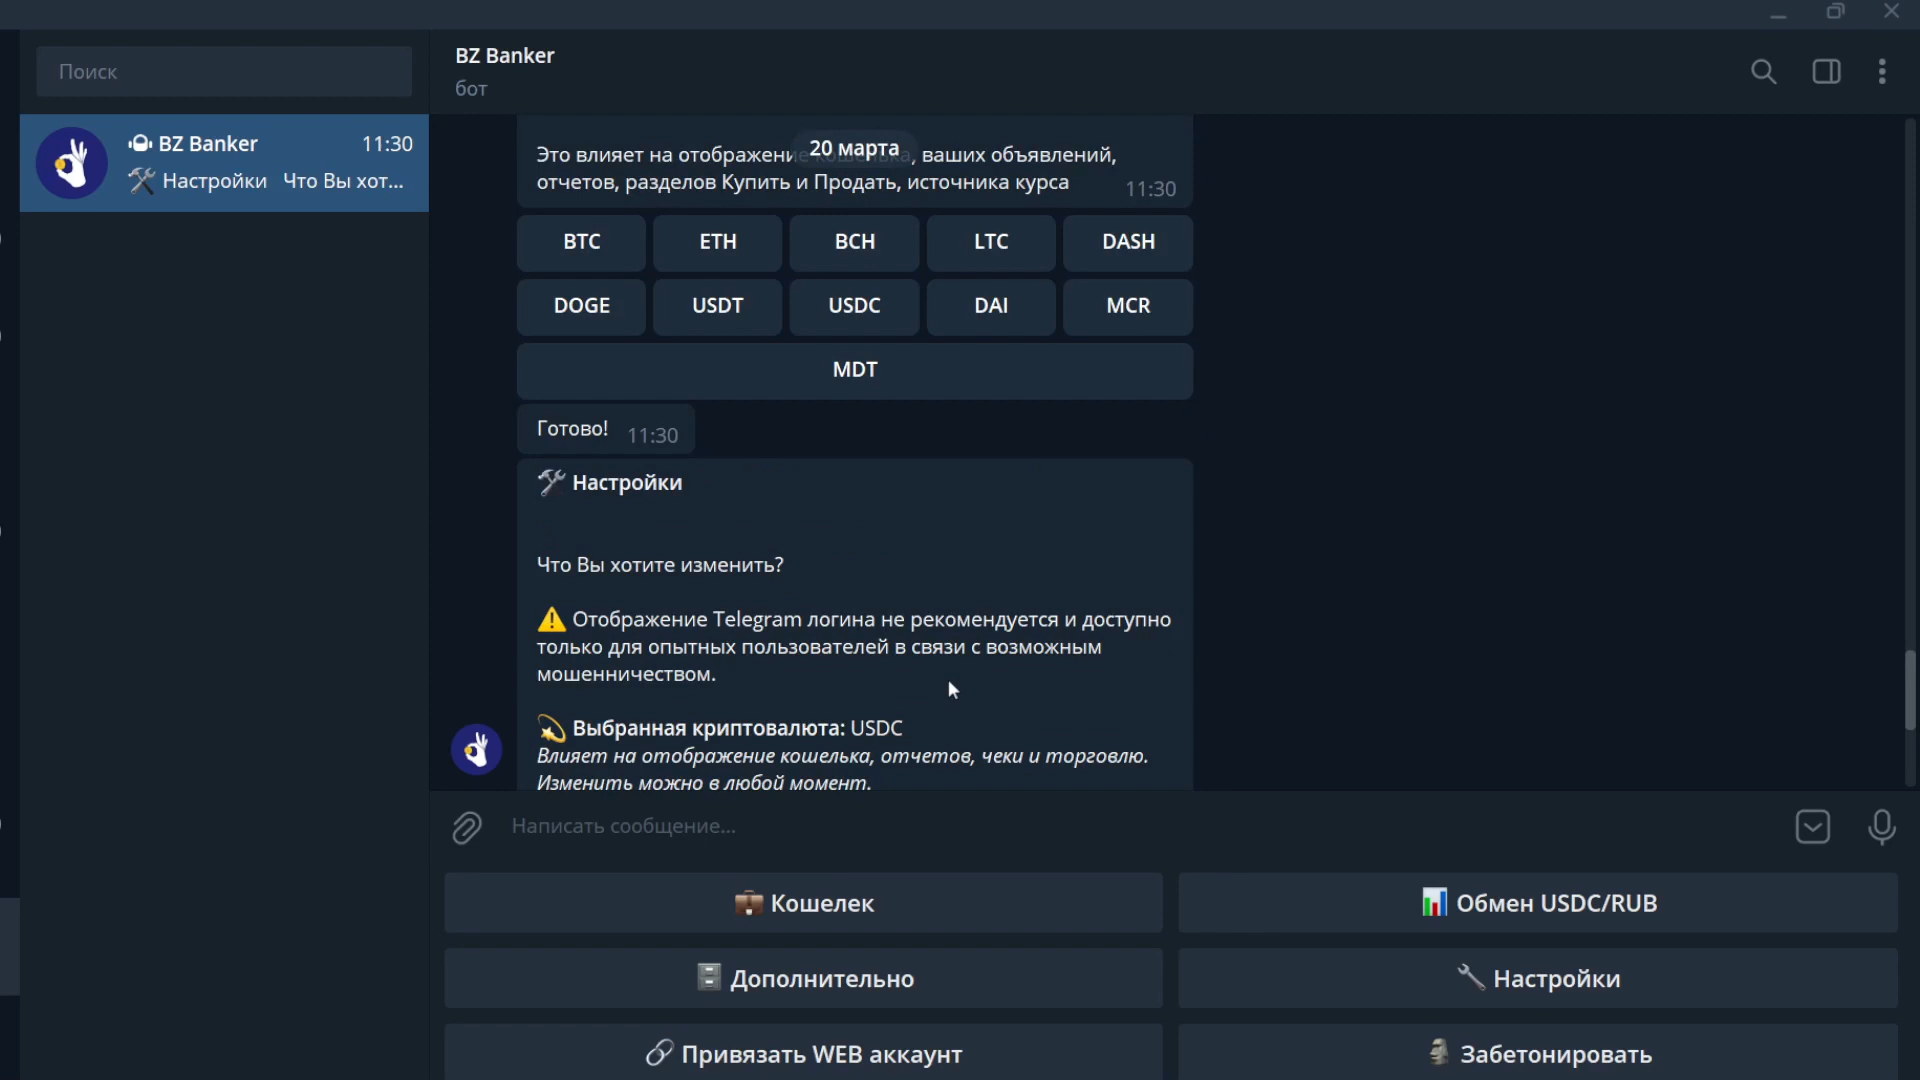 Поиск
BZ Banker 11:30
Настройки Что Вы хот...
BZ Banker
бот
20 марта
Это влияет на отображени , ваших объявлений,
отчетов, разделов Купить и Продать, источника курса 11:30
BTC ETH BCH LTC DASH
DOGE USDT USDC DAI MCR
MDT
Готово! 11:30
Настройки
Что Вы хотите изменить?
Отображение Telegram логина не рекомендуется и доступно
только для опытных пользователей в связи с возможным
мошенничеством.
Выбранная криптовалюта: USDC
Влияет на отображение кошелька, отчетов, чеки и торговлю.
Изменить можно в любой момент.
Написать сообщение...
Кошелек Обмен USDC/RUB
Дополнительно Настройки
Привязать WEB аккаунт Забетонировать